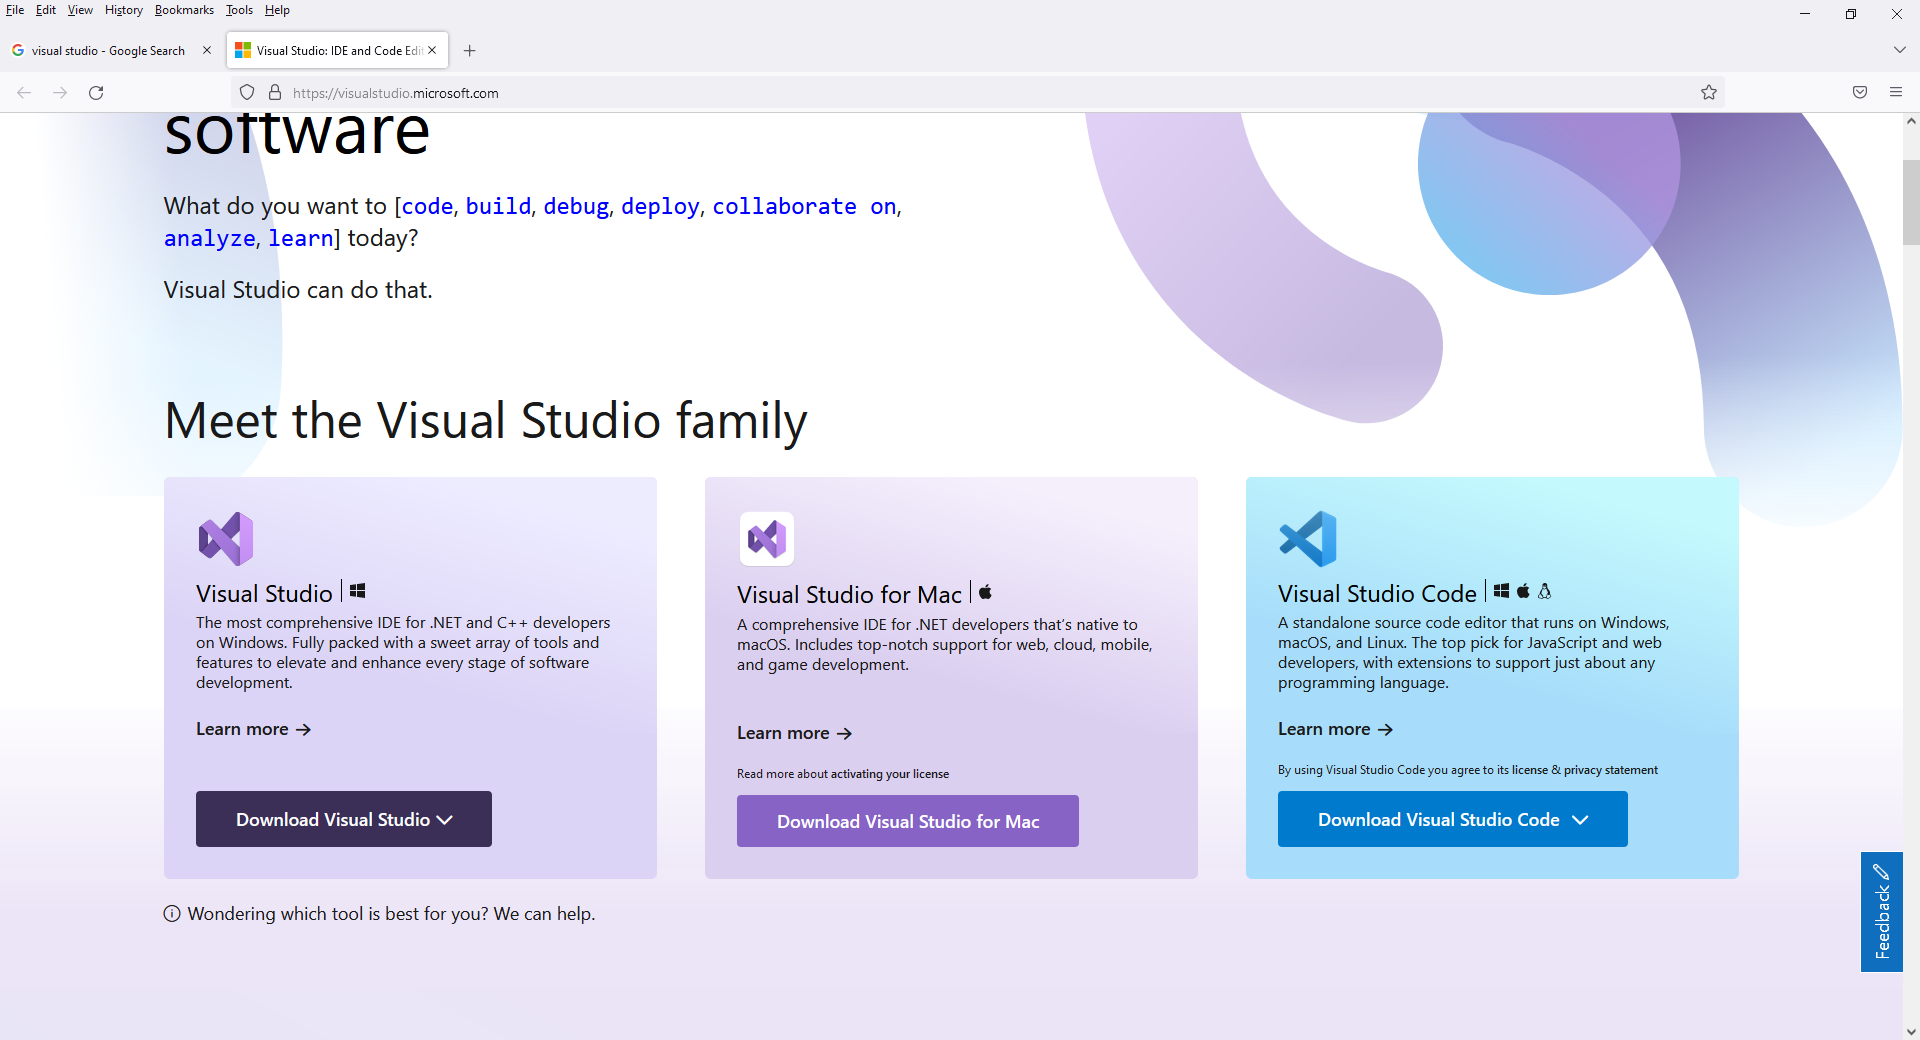 File Edit View History Bookmarks Tools Help
visual studio - Google Search
Visual Studio: IDE and Code Edit
https://visualstudio.microsoft.com
software
What do you want to [code, build, debug, deploy, collaborate on,
analyze, learn] today?
Visual Studio can do that.
Meet the Visual Studio family
Visual Studio
The most comprehensive IDE for .NET and C++ developers
on Windows. Fully packed with a sweet array of tools and
features to elevate and enhance every stage of software
development.
Learn more
Download Visual Studio
Visual Studio for Mac
A comprehensive IDE for .NET developers that's native to
macOS. Includes top-notch support for web, cloud, mobile,
and game development.
Learn more
Read more about activating your license
Download Visual Studio for Mac
Visual Studio Code
A standalone source code editor that runs on Windows,
macOS, and Linux. The top pick for JavaScript and web
developers, with extensions to support just about any
programming language.
Learn more
By using Visual Studio Code you agree to its license & privacy statement
Download Visual Studio Code
Wondering which tool is best for you? We can help.
Feedback